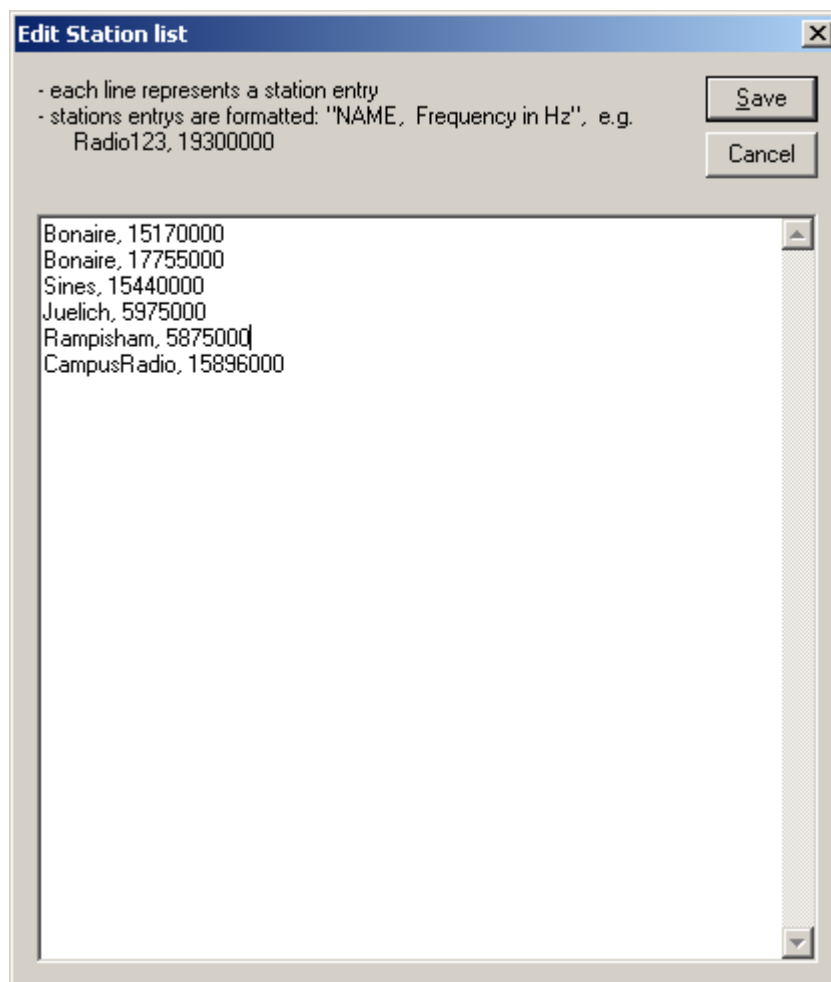 Edit Station list
- each line represents a station entry
- stations entrys are formatted: "NAME, Frequency in Hz", e.g.
Radio123, 19300000
Save
Cancel
Bonaire, 15170000
Bonaire, 17755000
Sines, 15440000
Juelich, 5975000
Rampisham, 5875000
CampusRadio, 15896000